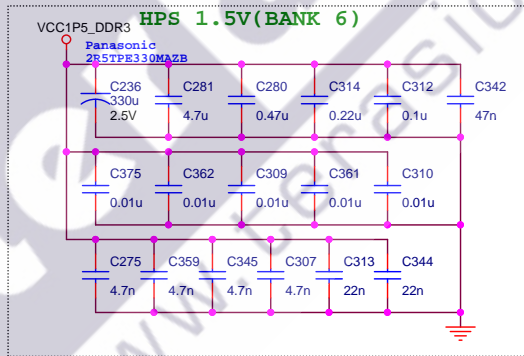 HPS 1.5V(BANK 6)
VCC1P5_DDR3
Panasonic
2R5TPE330MAZB
C236 C281 C280 C314 C312 C342
330u 4.7u 0.47u 0.22u 0.1u 47n
2.5V
C375 C362 C309 C361 C310
0.01u 0.01u 0.01u 0.01u 0.01u
C275 C359 C345 C307 C313 C344
4.7n 4.7n 4.7n 4.7n 22n 22n
www.terasic